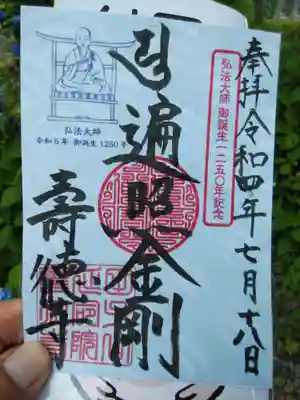 奉拝 令和四年七月十八日
弘法大師 御誕生一二五〇年記念
遍照金剛
壽德寺
弘法大師
令和5年 御誕生1250年